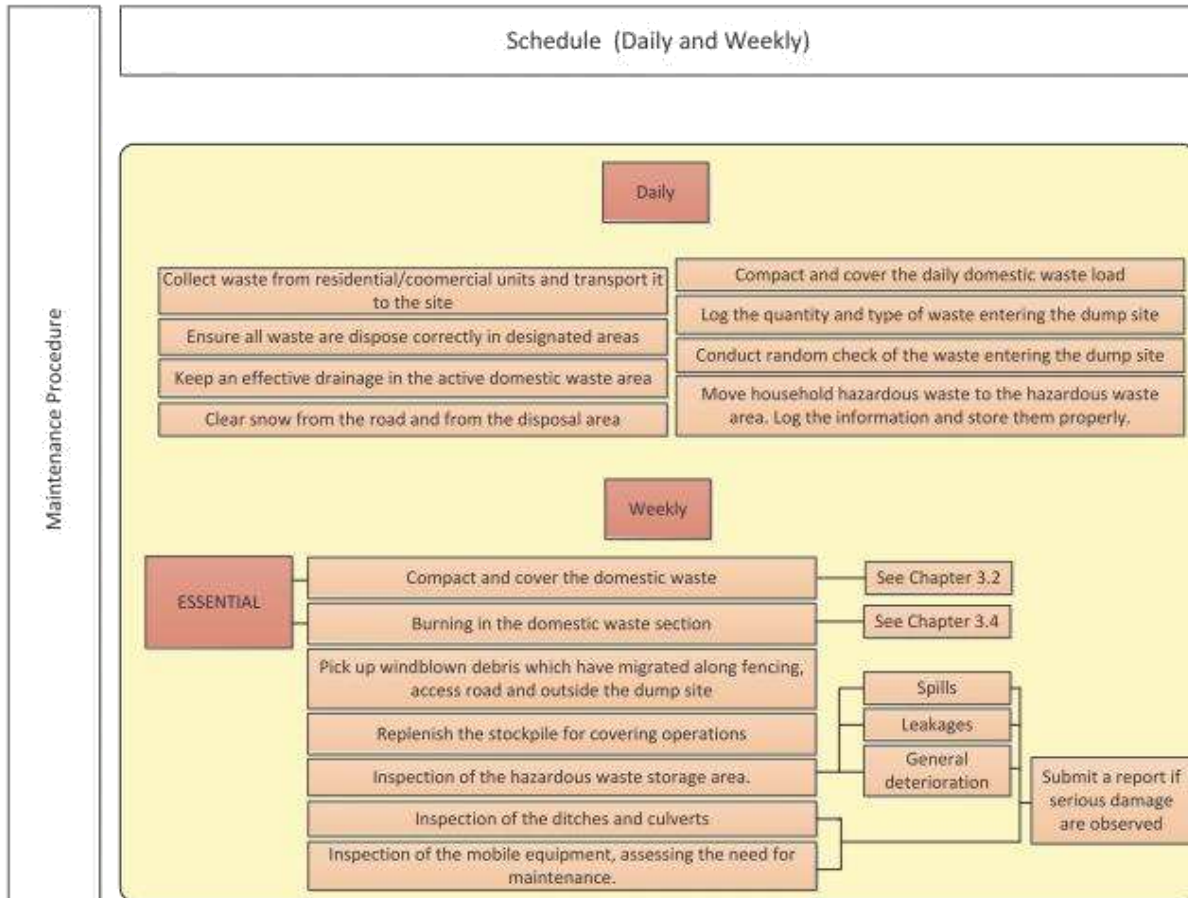 Maintenance Procedure
Schedule (Daily and Weekly)
Daily
Collect waste from residential/coomercial units and transport it
to the site
Ensure all waste are dispose correctly in designated areas
Keep an effective drainage in the active domestic waste area
Clear snow from the road and from the disposal area
Compact and cover the daily domestic waste load
Log the quantity and type of waste entering the dump site
Conduct random check of the waste entering the dump site
Move household hazardous waste to the hazardous waste
area. Log the information and store them properly.
Weekly
ESSENTIAL
Compact and cover the domestic waste
See Chapter 3.2
Burning in the domestic waste section
See Chapter 3.4
Pick up windblown debris which have migrated along fencing,
access road and outside the dump site
Replenish the stockpile for covering operations
Inspection of the hazardous waste storage area.
Spills
Leakages
General
deterioration
Inspection of the ditches and culverts
Inspection of the mobile equipment, assessing the need for
maintenance.
Submit a report if
serious damage
are observed